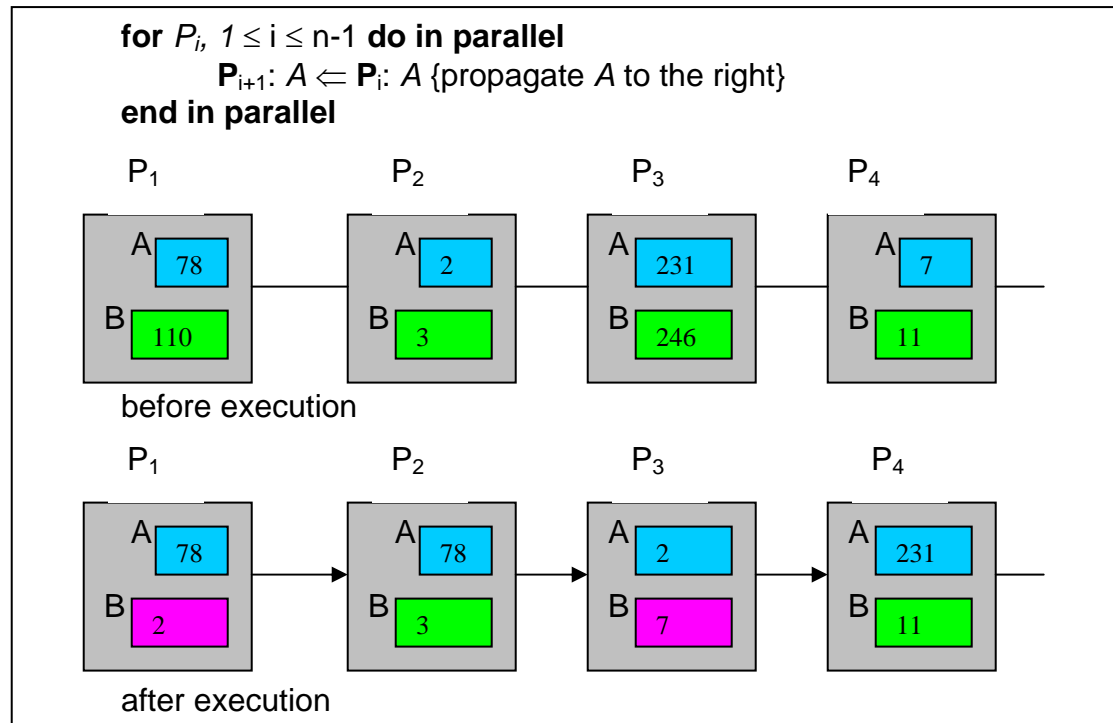 for Pᵢ, 1 ≤ i ≤ n-1 do in parallel
Pᵢ₊₁: A ⇐ Pᵢ: A {propagate A to the right}
end in parallel
P₁ P₂ P₃ P₄
A 78 A 2 A 231 A 7
B 110 B 3 B 246 B 11
before execution
P₁ P₂ P₃ P₄
A 78 A 78 A 2 A 231
B 2 B 3 B 7 B 11
after execution